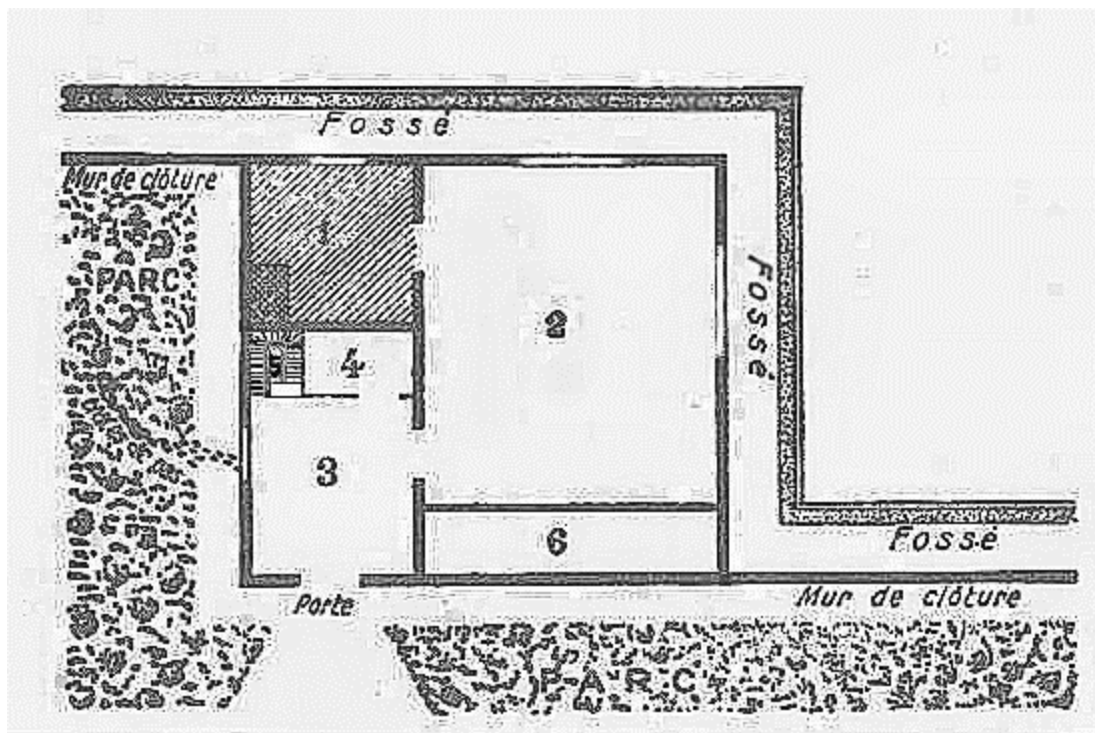 Fossé
Mur de clôture
1
PARC
2
Fossé
5
4
3
6
Fossé
Porte
Mur de clôture
PARC